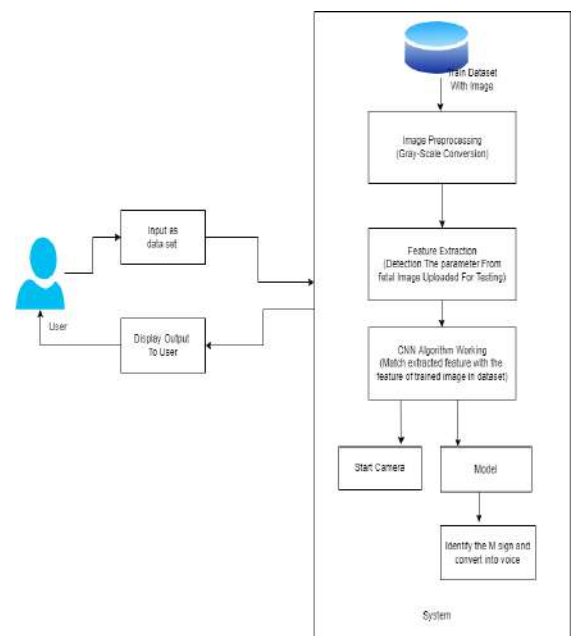 Train Dataset
With Image
Image Preprocessing
(Gray-Scale Conversion)
Feature Extraction
(Detection The parameter From
fetal Image Uploaded For Testing)
CNN Algorithm Working
(Match extracted feature with the
feature of trained image in dataset)
Start Camera
Model
Identify the M sign and
convert into voice
System
Input as
data set
User
Display Output
To User